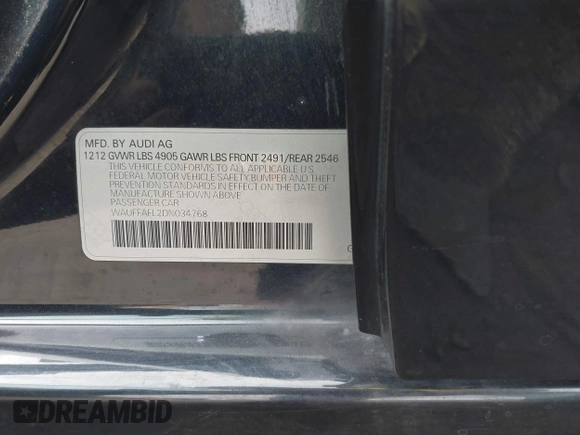 MFD. BY AUDI AG
1212 GVWR LBS 4905 GAWR LBS FRONT 2491/REAR 2546
THIS VEHICLE CONFORMS TO ALL APPLICABLE U.S
FEDERAL MOTOR VEHICLE SAFETY BUMPER AND THEFT
PREVENTION STANDARDS IN EFFECT ON THE DATE OF
MANUFACTURE SHOWN ABOVE
PASSENGER CAR
WAUFFAFL2DN034768
G
DREAMBID